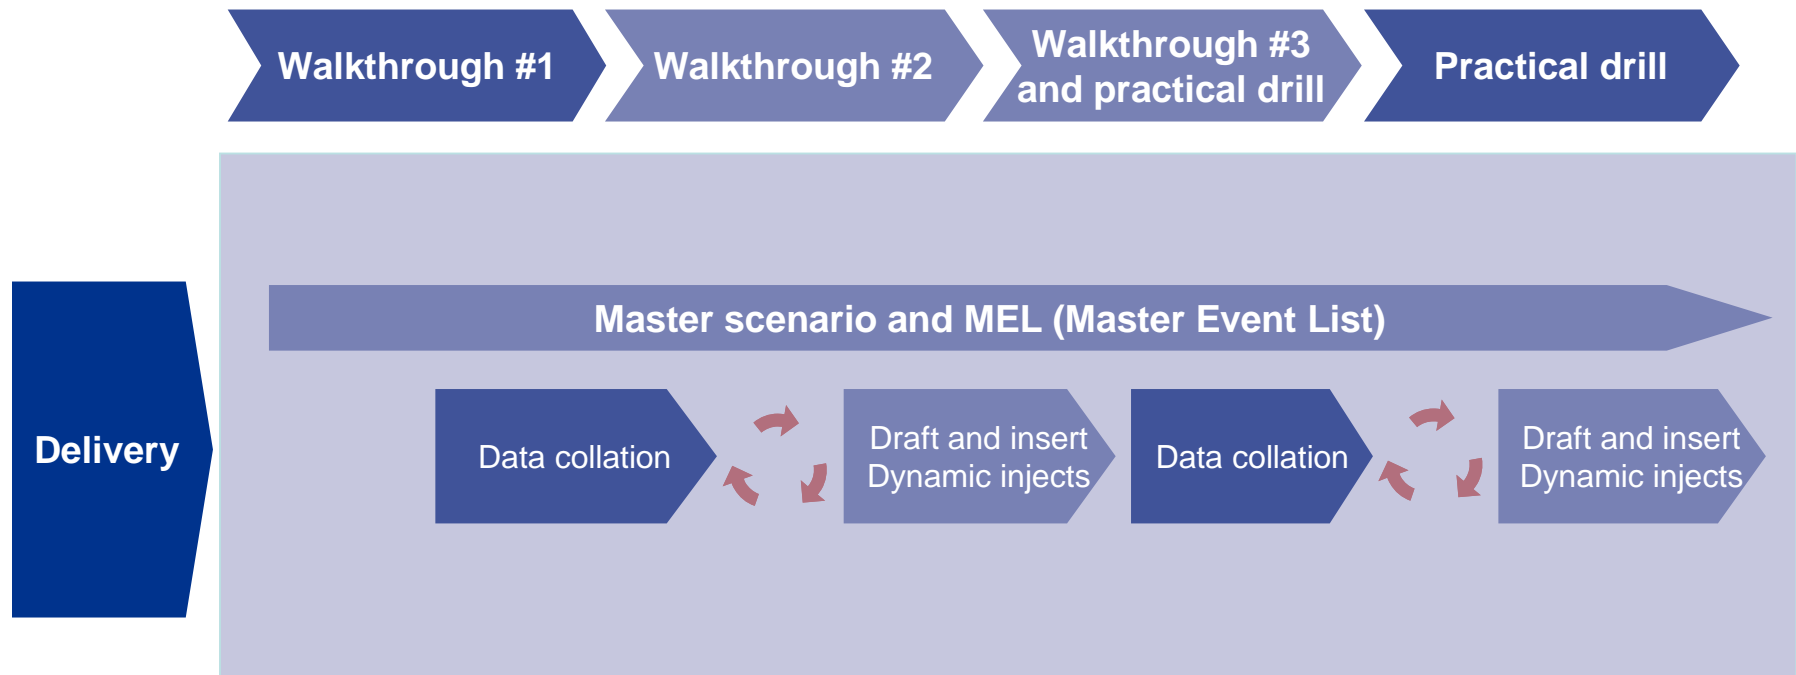 Walkthrough #1
Walkthrough #2
Walkthrough #3
and practical drill
Practical drill
Master scenario and MEL (Master Event List)
Delivery
Data collation
Draft and insert
Dynamic injects
Data collation
Draft and insert
Dynamic injects